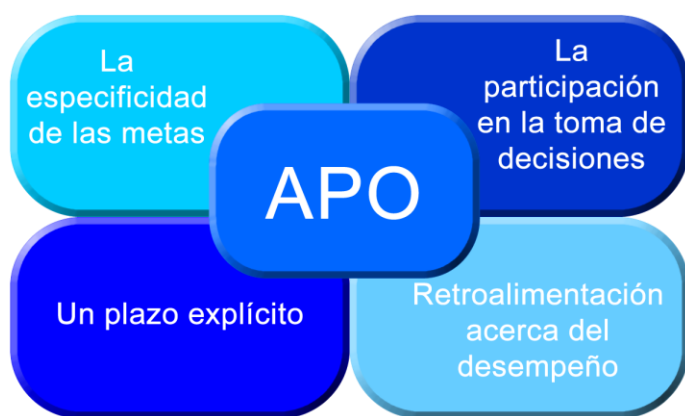 La
especificidad
de las metas
La
participación
en la toma de
decisiones
APO
Un plazo explícito
Retroalimentación
acerca del
desempeño